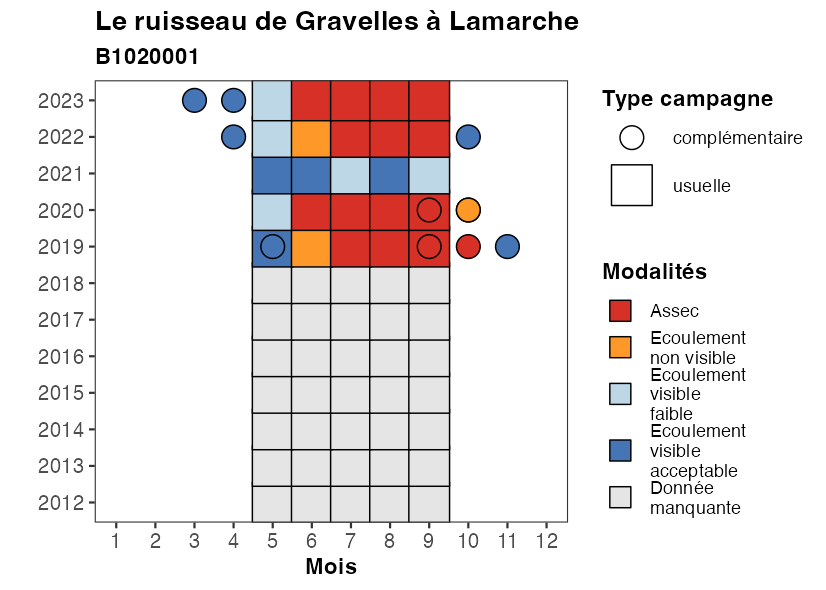 Le ruisseau de Gravelles à Lamarche
B1020001
2023
2022
2021
2020
2019
2018
2017
2016
2015
2014
2013
2012
1 2 3 4 5 6 7 8 9 10 11 12
Mois
Type campagne
complémentaire
usuelle
Modalités
Assec
Ecoulement
non visible
Ecoulement
visible
faible
Ecoulement
visible
acceptable
Donnée
manquante